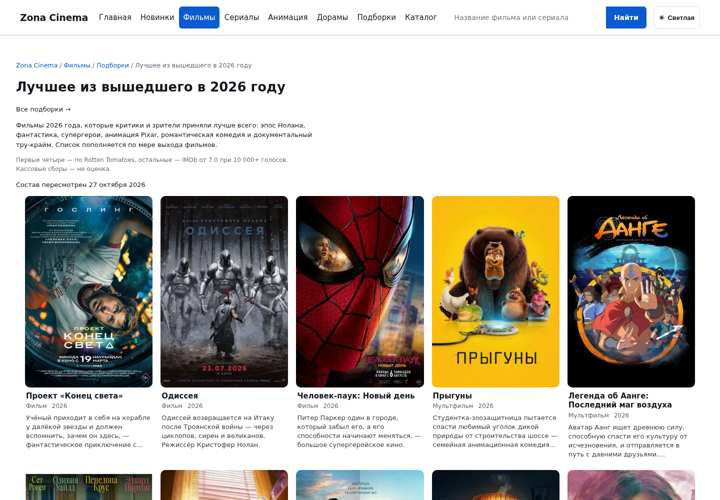 Zona Cinema
Главная Новинки Фильмы Сериалы Анимация Дорамы Подборки Каталог
Название фильма или сериала
Найти
☀ Светлая
Zona Cinema / Фильмы / Подборки / Лучшее из вышедшего в 2026 году
Лучшее из вышедшего в 2026 году
Все подборки →
Фильмы 2026 года, которые критики и зрители приняли лучше всего: эпос Нолана,
фантастика, супергерои, анимация Pixar, романтическая комедия и документальный
тру-крайм. Список пополняется по мере выхода фильмов.
Первые четыре — по Rotten Tomatoes, остальные — IMDb от 7.0 при 10 000+ голосов.
Кассовые сборы — не оценка.
Состав пересмотрен 27 октября 2026
ГОСЛИНГ
ПРОЕКТ
КОНЕЦ
СВЕТА
19
ОДИССЕЯ
23.07.2026
НОВЫЙ ДЕНЬ
ПРЫГУНЫ
Легенда об
ААНГЕ
Проект «Конец света»
Фильм 2026
Учёный приходит в себя на корабле
у далёкой звезды и должен
вспомнить, зачем он здесь, —
фантастическое приключение с…
Одиссея
Фильм 2026
Одиссей возвращается на Итаку
после Троянской войны — через
циклопов, сирен и великанов.
Режиссёр Кристофер Нолан.
Человек-паук: Новый день
Фильм 2026
Питер Паркер один в городе,
который забыл его, а его
способности начинают меняться. —
большое супергеройское кино.
Прыгуны
Мультфильм 2026
Студентка-зоозащитница пытается
спасти любимый уголок дикой
природы от строительства шоссе —
семейная анимационная комедия…
Легенда об Аанге:
Последний маг воздуха
Мультфильм 2026
Аватар Аанг ищет древнюю силу,
способную спасти его культуру от
исчезновения, и отправляется в
путь с давними друзьями.…